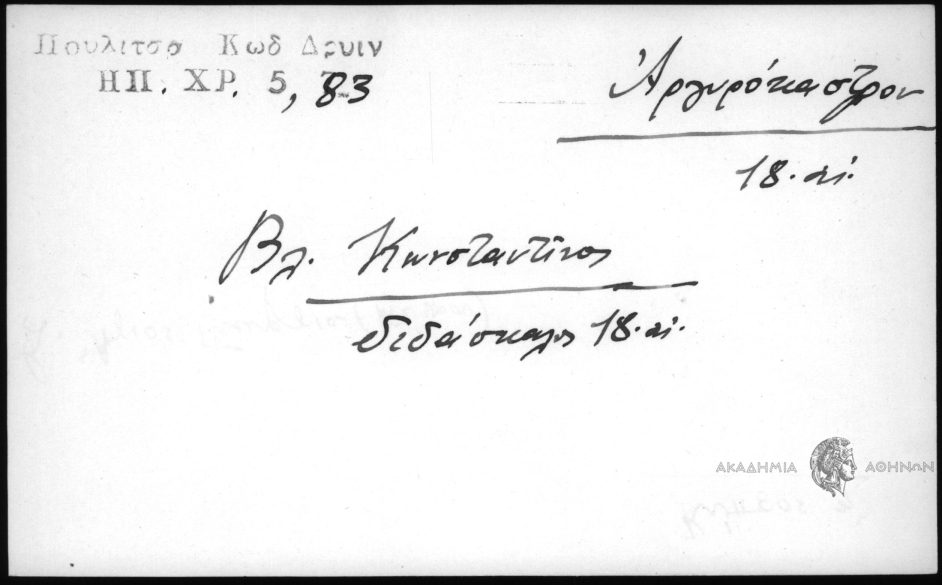 Πουλιτσα Κωδ Δρυιν
ΗΠ. ΧΡ. 5, 83
Ἀργυρόκαστρον
18. αἰ.
Βλ. Κωνσταντῖνος
διδάσκαλος 18. αἰ.
ΑΚΑΔΗΜΙΑ ΑΘΗΝΩΝ